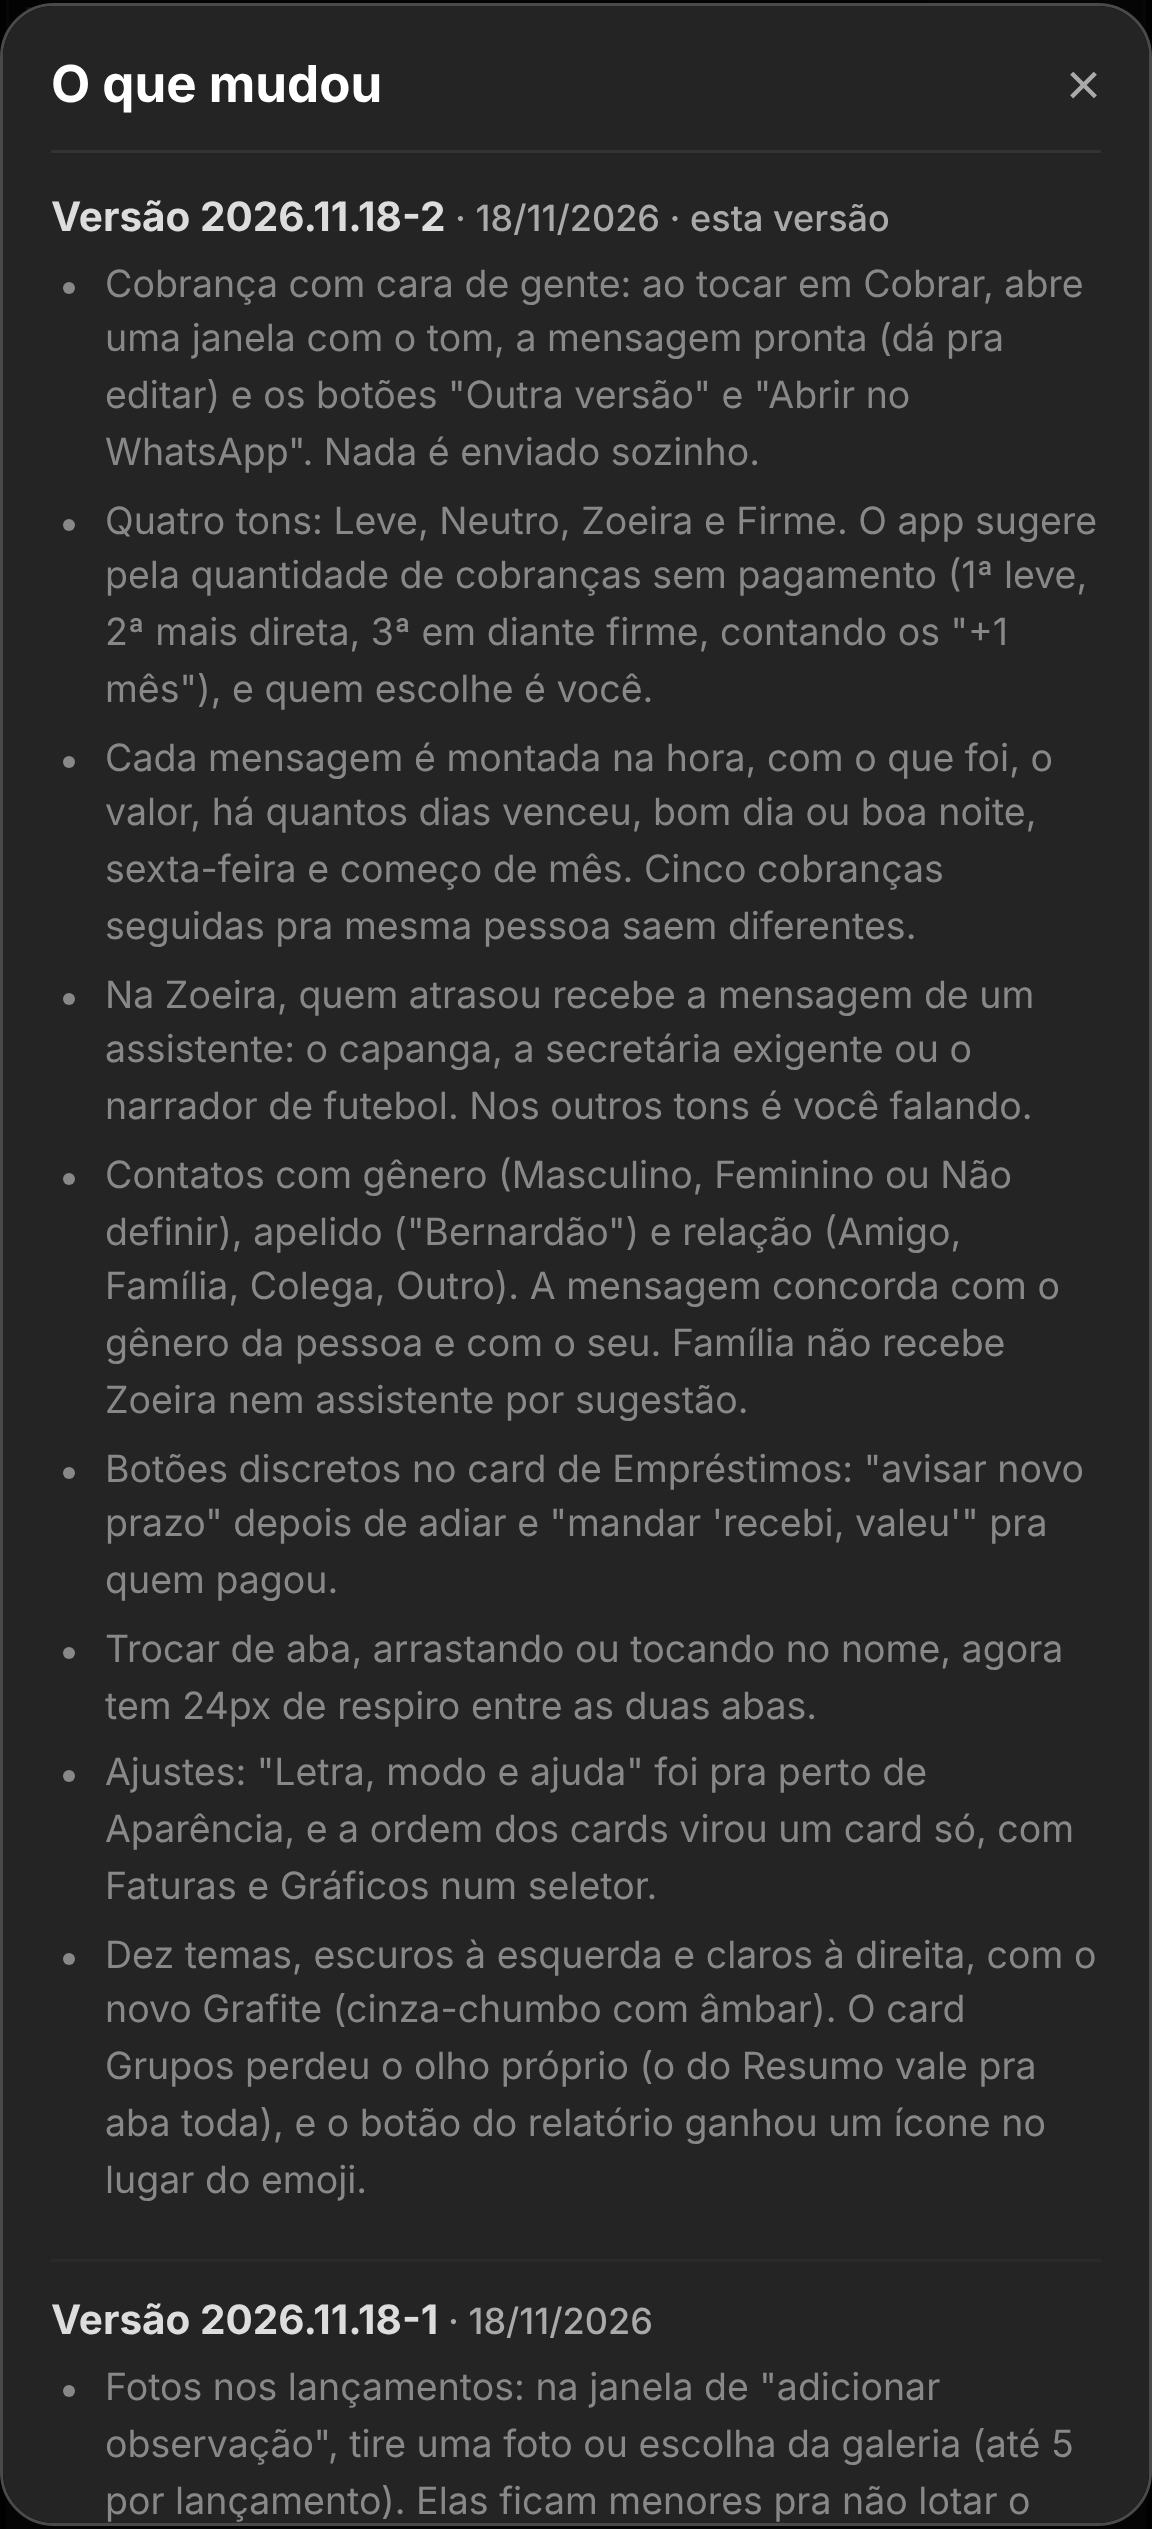 O que mudou
Versão 2026.11.18-2 · 18/11/2026 · esta versão
• Cobrança com cara de gente: ao tocar em Cobrar, abre
uma janela com o tom, a mensagem pronta (dá pra
editar) e os botões "Outra versão" e "Abrir no
WhatsApp". Nada é enviado sozinho.
• Quatro tons: Leve, Neutro, Zoeira e Firme. O app sugere
pela quantidade de cobranças sem pagamento (1ª leve,
2ª mais direta, 3ª em diante firme, contando os "+1
mês"), e quem escolhe é você.
• Cada mensagem é montada na hora, com o que foi, o
valor, há quantos dias venceu, bom dia ou boa noite,
sexta-feira e começo de mês. Cinco cobranças
seguidas pra mesma pessoa saem diferentes.
• Na Zoeira, quem atrasou recebe a mensagem de um
assistente: o capanga, a secretária exigente ou o
narrador de futebol. Nos outros tons é você falando.
• Contatos com gênero (Masculino, Feminino ou Não
definir), apelido ("Bernardão") e relação (Amigo,
Família, Colega, Outro). A mensagem concorda com o
gênero da pessoa e com o seu. Família não recebe
Zoeira nem assistente por sugestão.
• Botões discretos no card de Empréstimos: "avisar novo
prazo" depois de adiar e "mandar 'recebi, valeu'" pra
quem pagou.
• Trocar de aba, arrastando ou tocando no nome, agora
tem 24px de respiro entre as duas abas.
• Ajustes: "Letra, modo e ajuda" foi pra perto de
Aparência, e a ordem dos cards virou um card só, com
Faturas e Gráficos num seletor.
• Dez temas, escuros à esquerda e claros à direita, com o
novo Grafite (cinza-chumbo com âmbar). O card
Grupos perdeu o olho próprio (o do Resumo vale pra
aba toda), e o botão do relatório ganhou um ícone no
lugar do emoji.
Versão 2026.11.18-1 · 18/11/2026
• Fotos nos lançamentos: na janela de "adicionar
observação", tire uma foto ou escolha da galeria (até 5
por lançamento). Elas ficam menores pra não lotar o